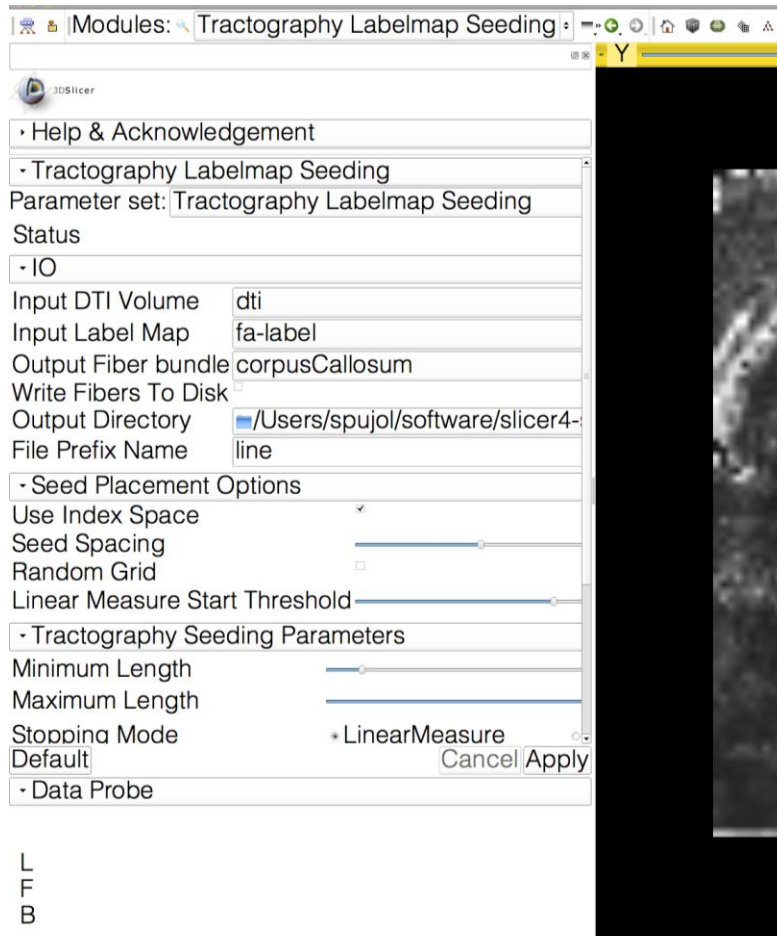 Modules: Tractography Labelmap Seeding
Y
3DSlicer
Help & Acknowledgement
Tractography Labelmap Seeding
Parameter set: Tractography Labelmap Seeding
Status
IO
Input DTI Volume dti
Input Label Map fa-label
Output Fiber bundle corpusCallosum
Write Fibers To Disk
Output Directory /Users/spujol/software/slicer4-
File Prefix Name line
Seed Placement Options
Use Index Space
Seed Spacing
Random Grid
Linear Measure Start Threshold
Tractography Seeding Parameters
Minimum Length
Maximum Length
Stopping Mode LinearMeasure
Default Cancel Apply
Data Probe
L
F
B